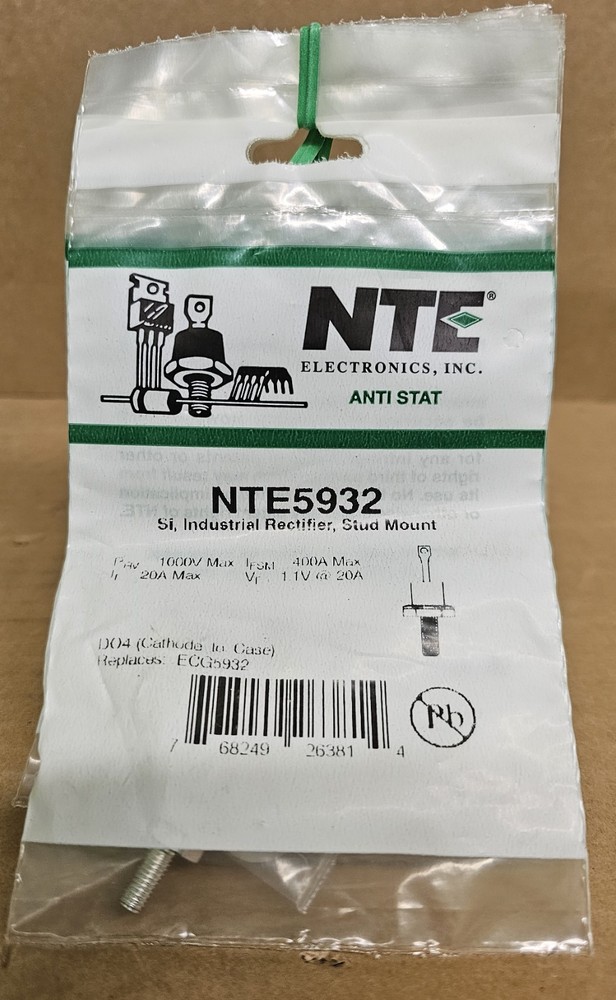 NTE®
ELECTRONICS, INC.
ANTI STAT
NTE5932
Si, Industrial Rectifier, Stud Mount
PRV 1000V Max IFSM 400A Max
IF 20A Max VF 1.1V @ 20A
DO4 (Cathode to Case)
Replaces: ECG5932
7 68249 26381 4
Pb